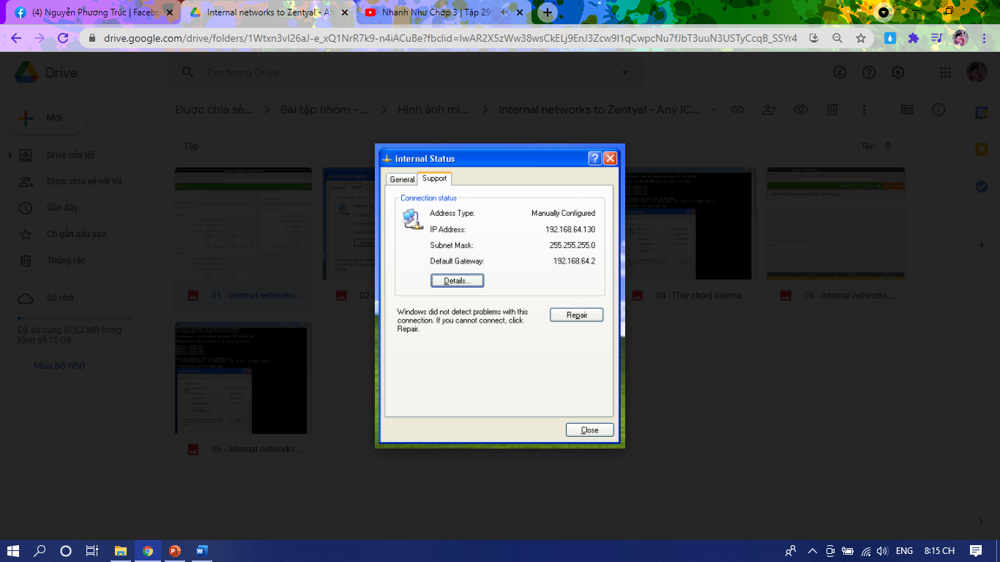 (4) Nguyễn Phương Trúc | Facebo
Internal networks to Zentyal - An
Nhanh Như Chớp 3 | Tập 29
drive.google.com/drive/folders/1Wtxn3vI26aJ-e_xQ1NrR7k9-n4iACuBe?fbclid=IwAR2X5zWw38wsCkELj9EnJ3Zcw9l1qCwpcNu7fJbT3uuN3USTyCcqB_SSYr4
Drive
Tìm trong Drive
Được chia sẻ...
Bài tập nhóm - ...
Hình ảnh mi...
Internal networks to Zentyal - Any IC...
Mới
Tệp
Tên
Drive của tôi
Được chia sẻ với tôi
Gần đây
Có gắn dấu sao
Thùng rác
Bộ nhớ
Đã sử dụng 575,2 MB trong
tổng số 15 GB
Mua bộ nhớ
01 - Internal networks ...
02 -
04 - [Tuỳ chọn] Interna...
05 - Internal networks ...
06 - Internal networks ...
internal Status
General
Support
Connection status
Address Type: Manually Configured
IP Address: 192.168.64.130
Subnet Mask: 255.255.255.0
Default Gateway: 192.168.64.2
Details...
Windows did not detect problems with this
connection. If you cannot connect, click
Repair.
Repair
Close
ENG
8:15 CH